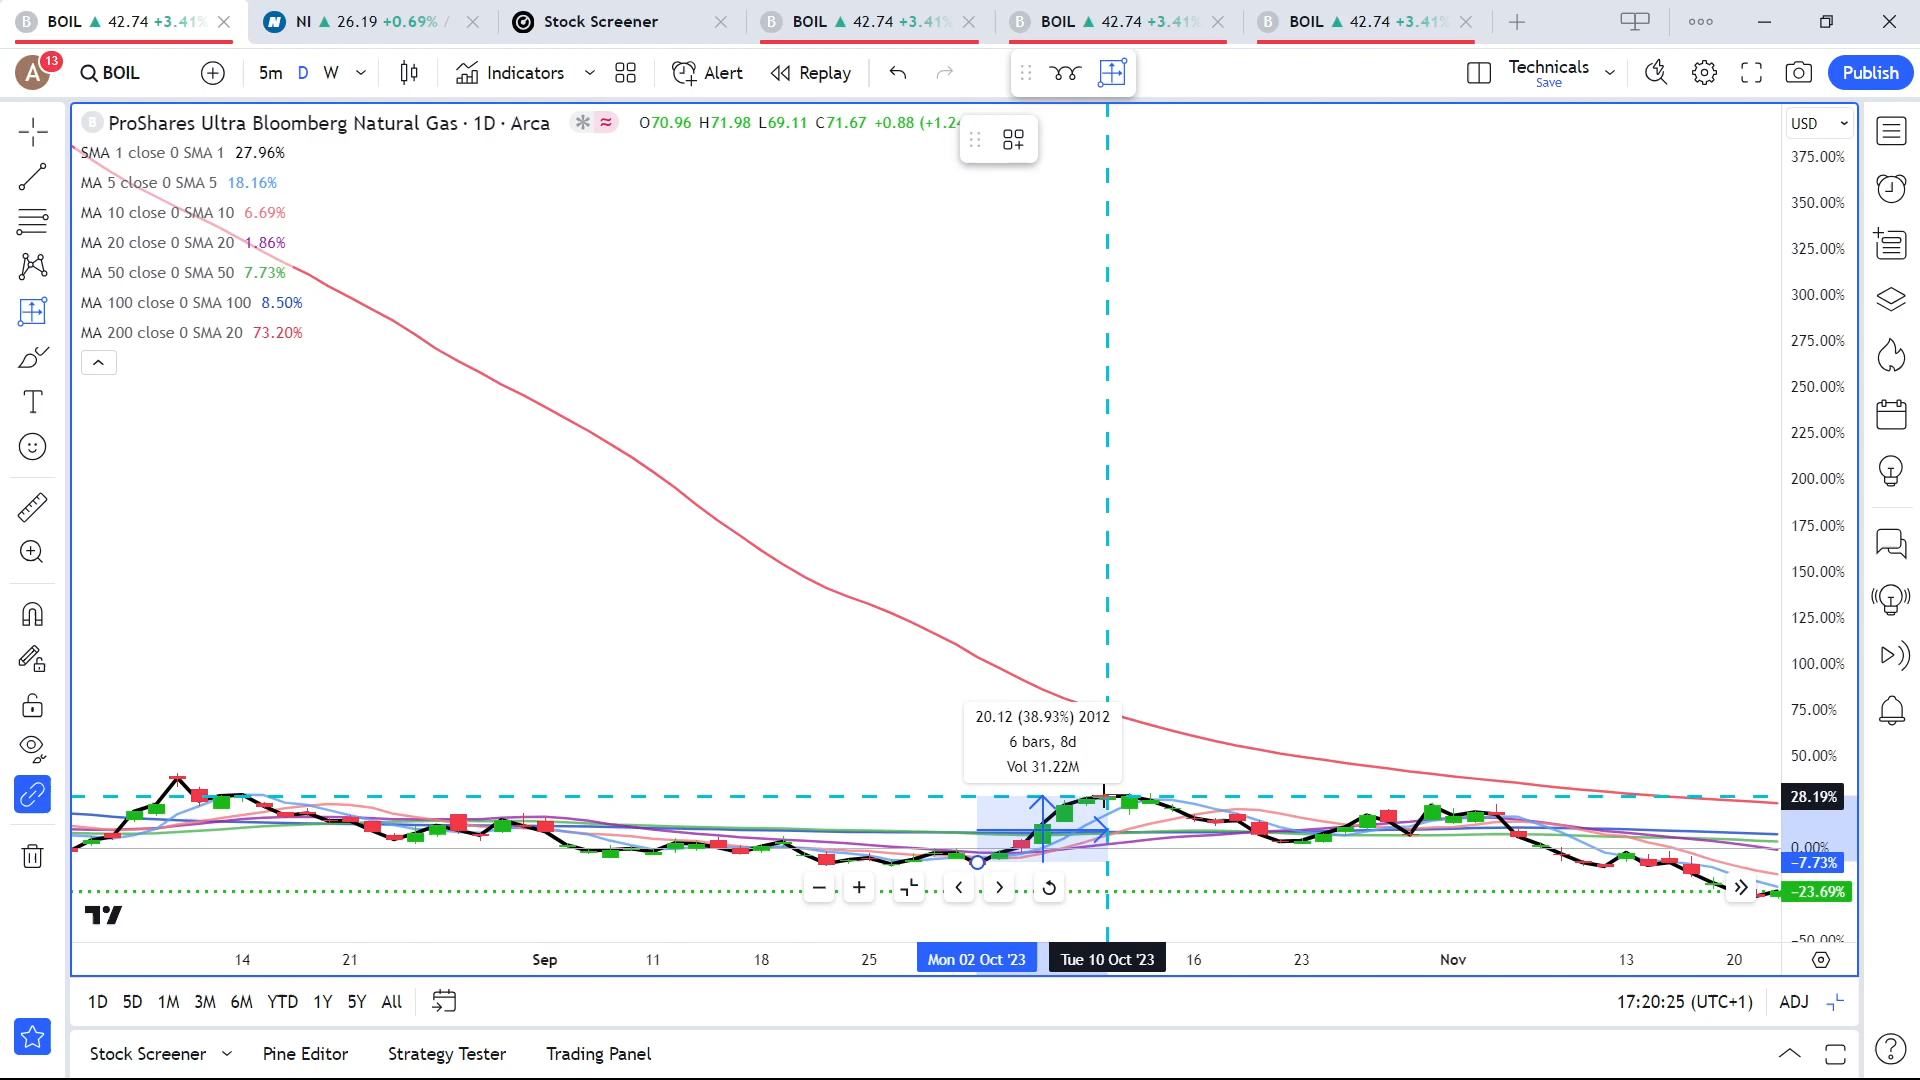 B BOIL ▲ 42.74 +3.41%
N NI ▲ 26.19 +0.69%
Stock Screener
B BOIL ▲ 42.74 +3.41%
B BOIL ▲ 42.74 +3.41%
B BOIL ▲ 42.74 +3.41%
A 13
BOIL
5m D W
Indicators
Alert
Replay
Technicals
Save
Publish
B ProShares Ultra Bloomberg Natural Gas · 1D · Arca
O70.96 H71.98 L69.11 C71.67 +0.88 (+1.24
SMA 1 close 0 SMA 1 27.96%
MA 5 close 0 SMA 5 18.16%
MA 10 close 0 SMA 10 6.69%
MA 20 close 0 SMA 20 1.86%
MA 50 close 0 SMA 50 7.73%
MA 100 close 0 SMA 100 8.50%
MA 200 close 0 SMA 20 73.20%
USD
375.00%
350.00%
325.00%
300.00%
275.00%
250.00%
225.00%
200.00%
175.00%
150.00%
125.00%
100.00%
75.00%
50.00%
28.19%
0.00%
−7.73%
−23.69%
−50.00%
20.12 (38.93%) 2012
6 bars, 8d
Vol 31.22M
14 21 Sep 11 18 25 Mon 02 Oct '23 Tue 10 Oct '23 16 23 Nov 13 20
1D 5D 1M 3M 6M YTD 1Y 5Y All
17:20:25 (UTC+1) ADJ
Stock Screener Pine Editor Strategy Tester Trading Panel